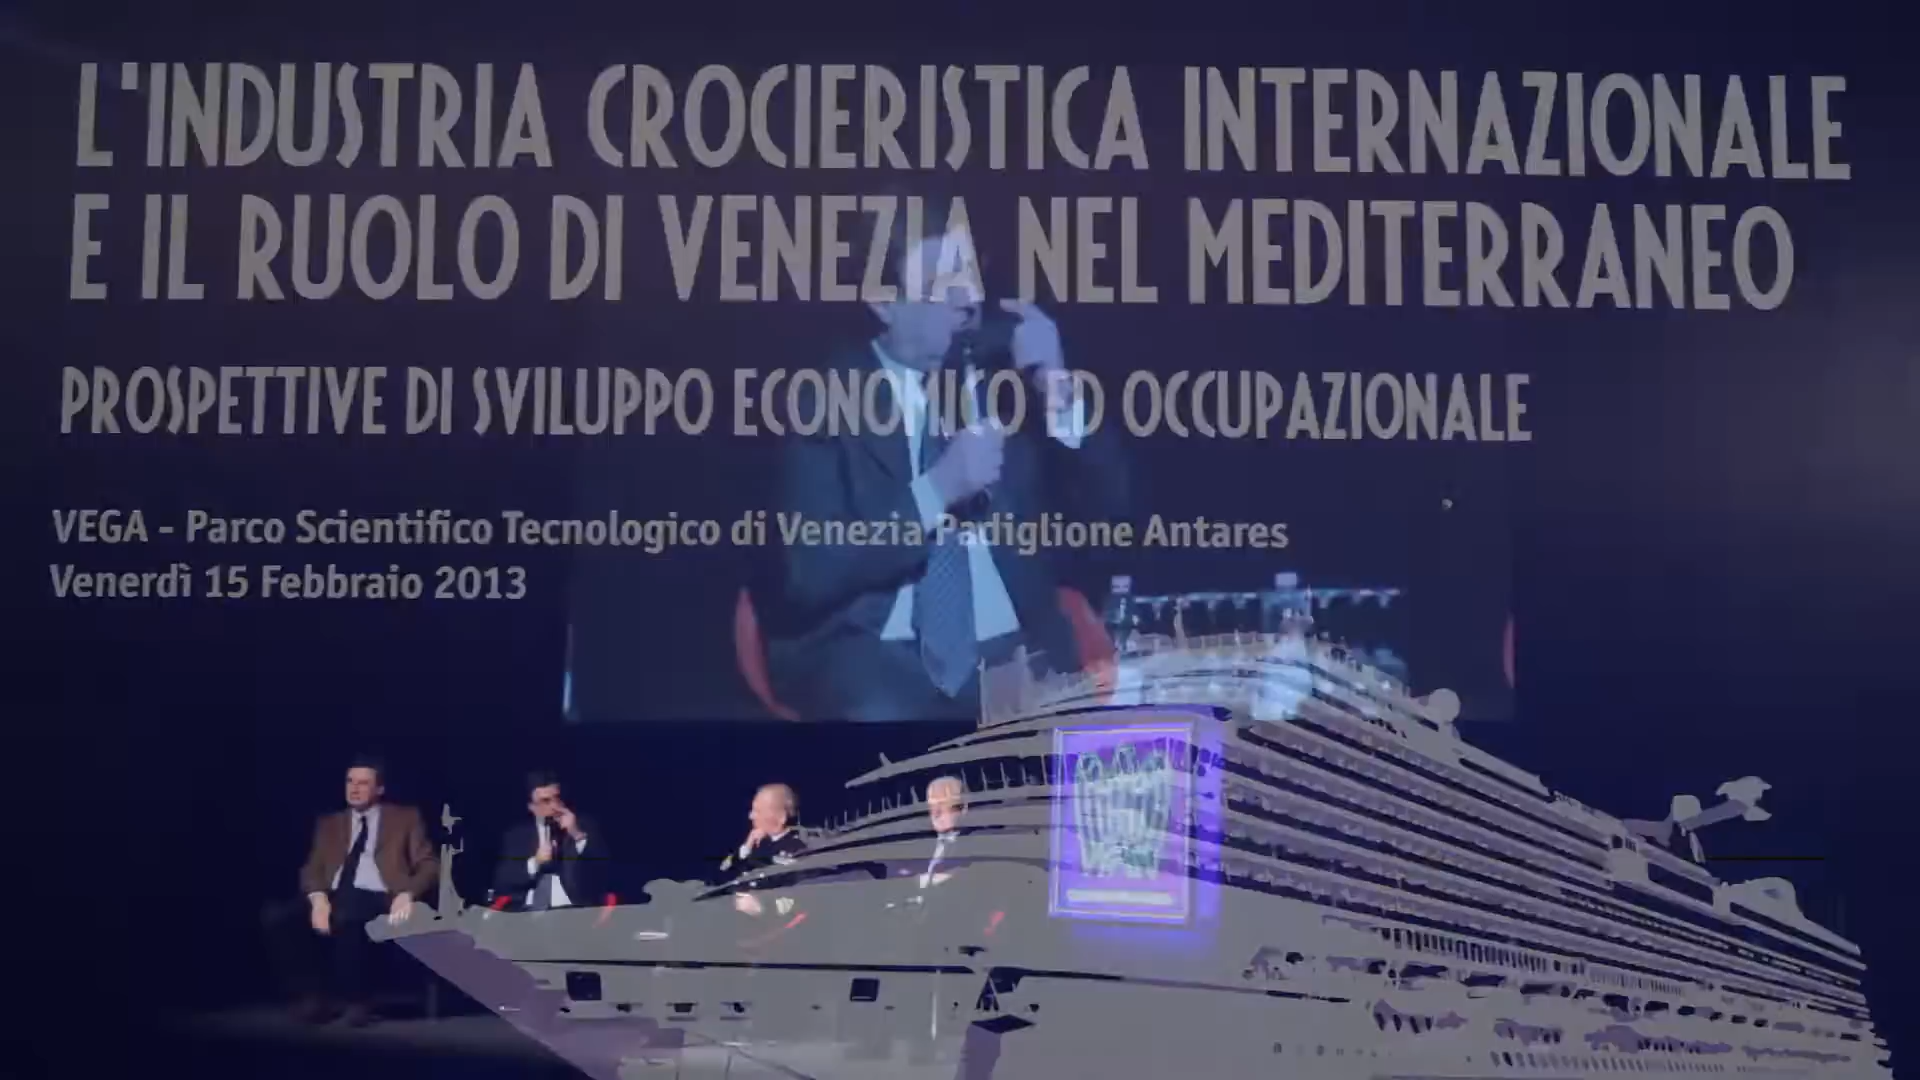 L'INDUSTRIA CROCIERISTICA INTERNAZIONALE
E IL RUOLO DI VENEZIA NEL MEDITERRANEO
PROSPETTIVE DI SVILUPPO ECONOMICO ED OCCUPAZIONALE
VEGA - Parco Scientifico Tecnologico di Venezia Padiglione Antares
Venerdì 15 Febbraio 2013